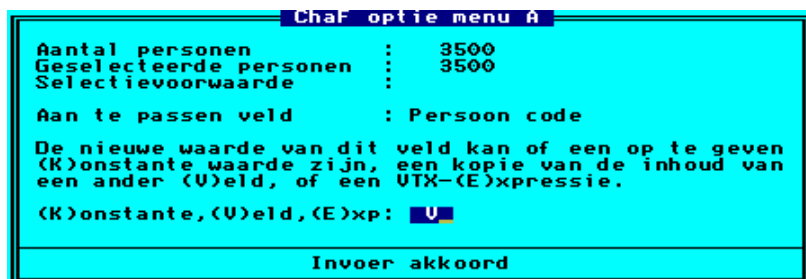 ChaF optie menu A
Aantal personen : 3500
Geselecteerde personen : 3500
Selectievoorwaarde :
Aan te passen veld : Persoon code
De nieuwe waarde van dit veld kan of een op te geven
(K)onstante waarde zijn, een kopie van de inhoud van
een ander (V)eld, of een VTX-(E)xpressie.
(K)onstante,(V)eld,(E)xp: V_
Invoer akkoord